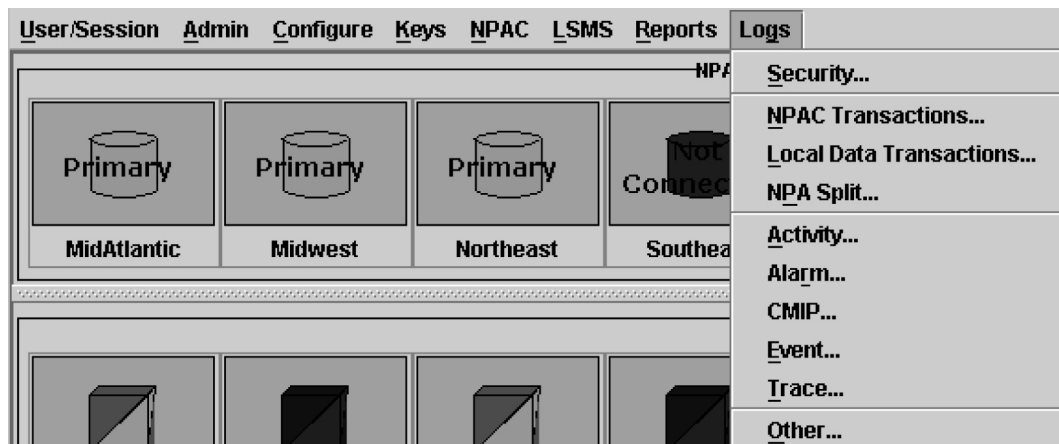 User/Session Admin Configure Keys NPAC LSMS Reports Logs
Security...
NPAC Transactions...
Local Data Transactions...
NPA Split...
Activity...
Alarm...
CMIP...
Event...
Trace...
Other...
Primary Primary Primary Not
MidAtlantic Midwest Northeast